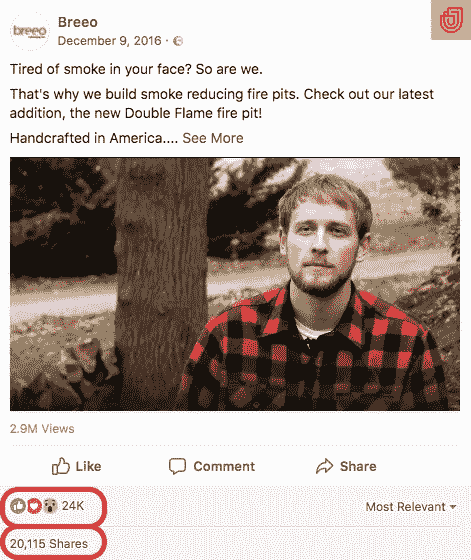 breeo
Breeo
December 9, 2016 ·
Tired of smoke in your face? So are we.
That's why we build smoke reducing fire pits. Check out our latest
addition, the new Double Flame fire pit!
Handcrafted in America.... See More
2.9M Views
Like
Comment
Share
24K
Most Relevant
20,115 Shares